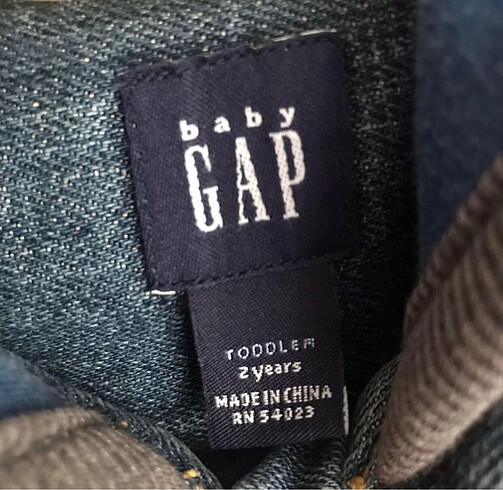 baby
GAP
TODDLER
2 years
MADE IN CHINA
RN 54023